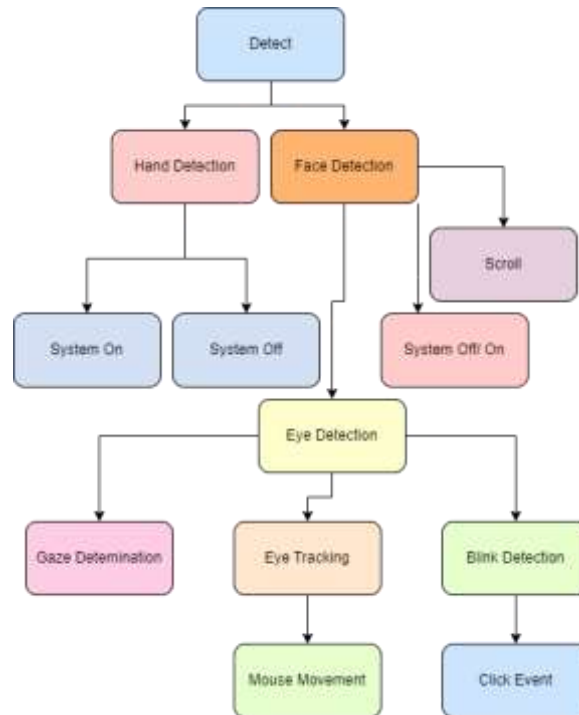 Detect
Hand Detection
Face Detection
Scroll
System On
System Off
System Off/ On
Eye Detection
Gaze Detemination
Eye Tracking
Blink Detection
Mouse Movement
Click Event